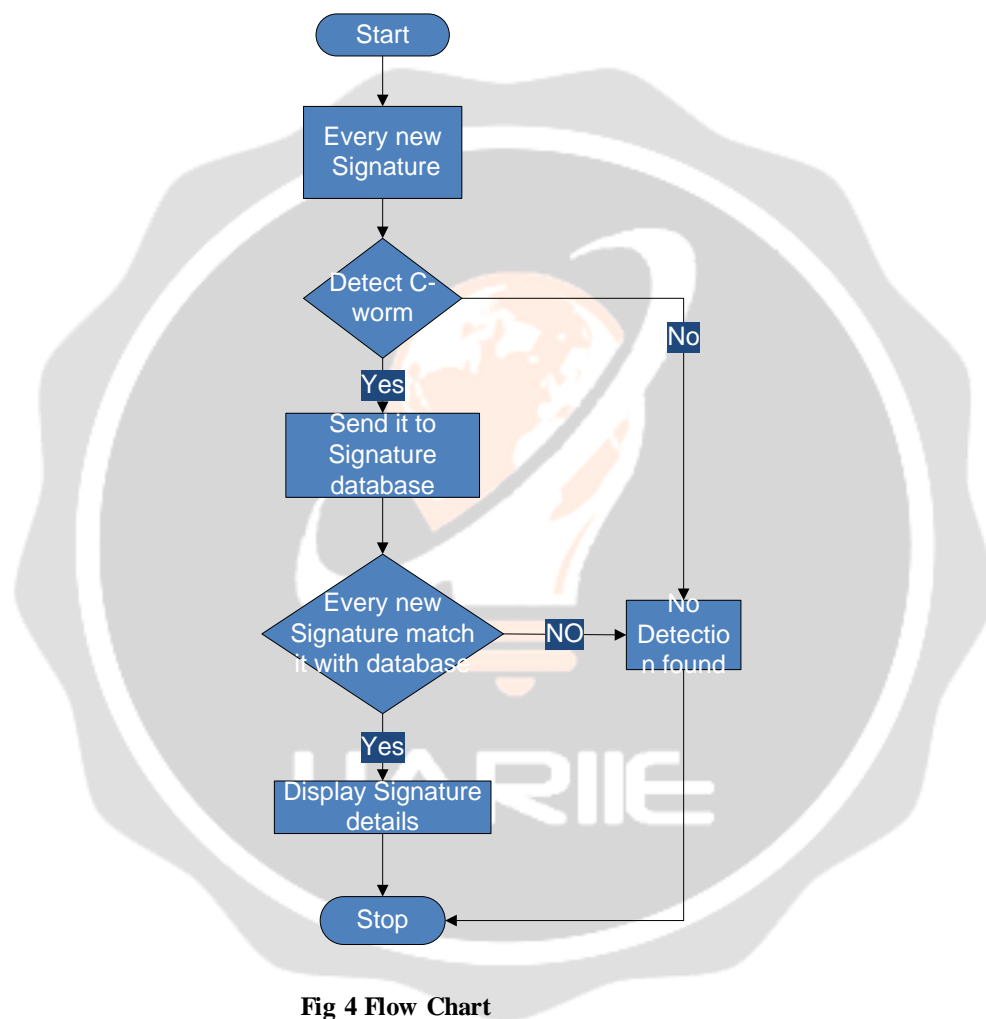 Start
Every new
Signature
Detect C-
worm
No
Yes
Send it to
Signature
database
Every new
Signature match
it with database
NO
No
Detectio
n found
Yes
IJARIIE
Display Signature
details
Stop
Fig 4 Flow Chart